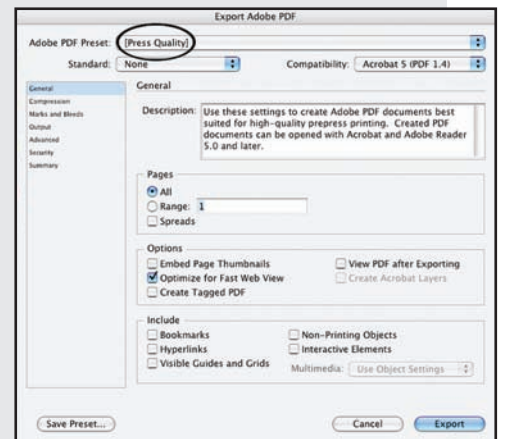 Export Adobe PDF
Adobe PDF Preset: [Press Quality]
Standard: None Compatibility: Acrobat 5 (PDF 1.4)
General
Compression
Marks and Bleeds
Output
Advanced
Security
Summary
General
Description: Use these settings to create Adobe PDF documents best
suited for high-quality prepress printing. Created PDF
documents can be opened with Acrobat and Adobe Reader
5.0 and later.
Pages
All
Range: 1
Spreads
Options
Embed Page Thumbnails View PDF after Exporting
Optimize for Fast Web View Create Acrobat Layers
Create Tagged PDF
Include
Bookmarks Non-Printing Objects
Hyperlinks Interactive Elements
Visible Guides and Grids Multimedia: Use Object Settings
Save Preset... Cancel Export